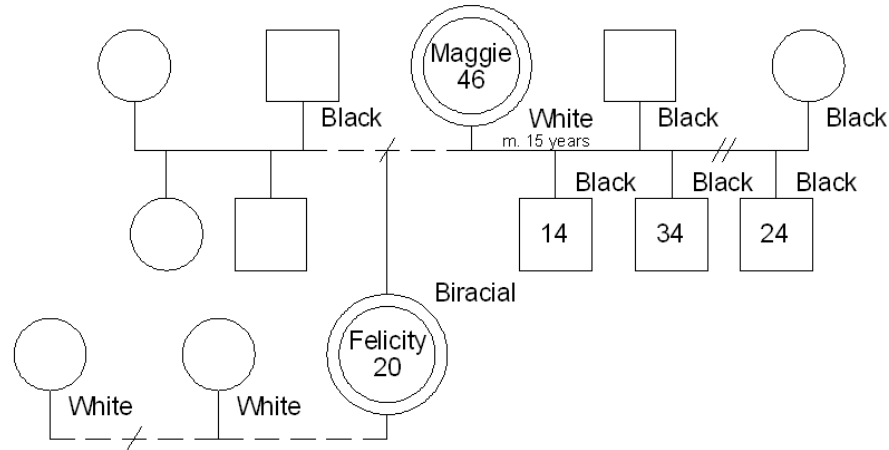 Maggie
46
Black
White
Black
Black
m. 15 years
Black
Black
Black
14
34
24
Biracial
Felicity
20
White
White